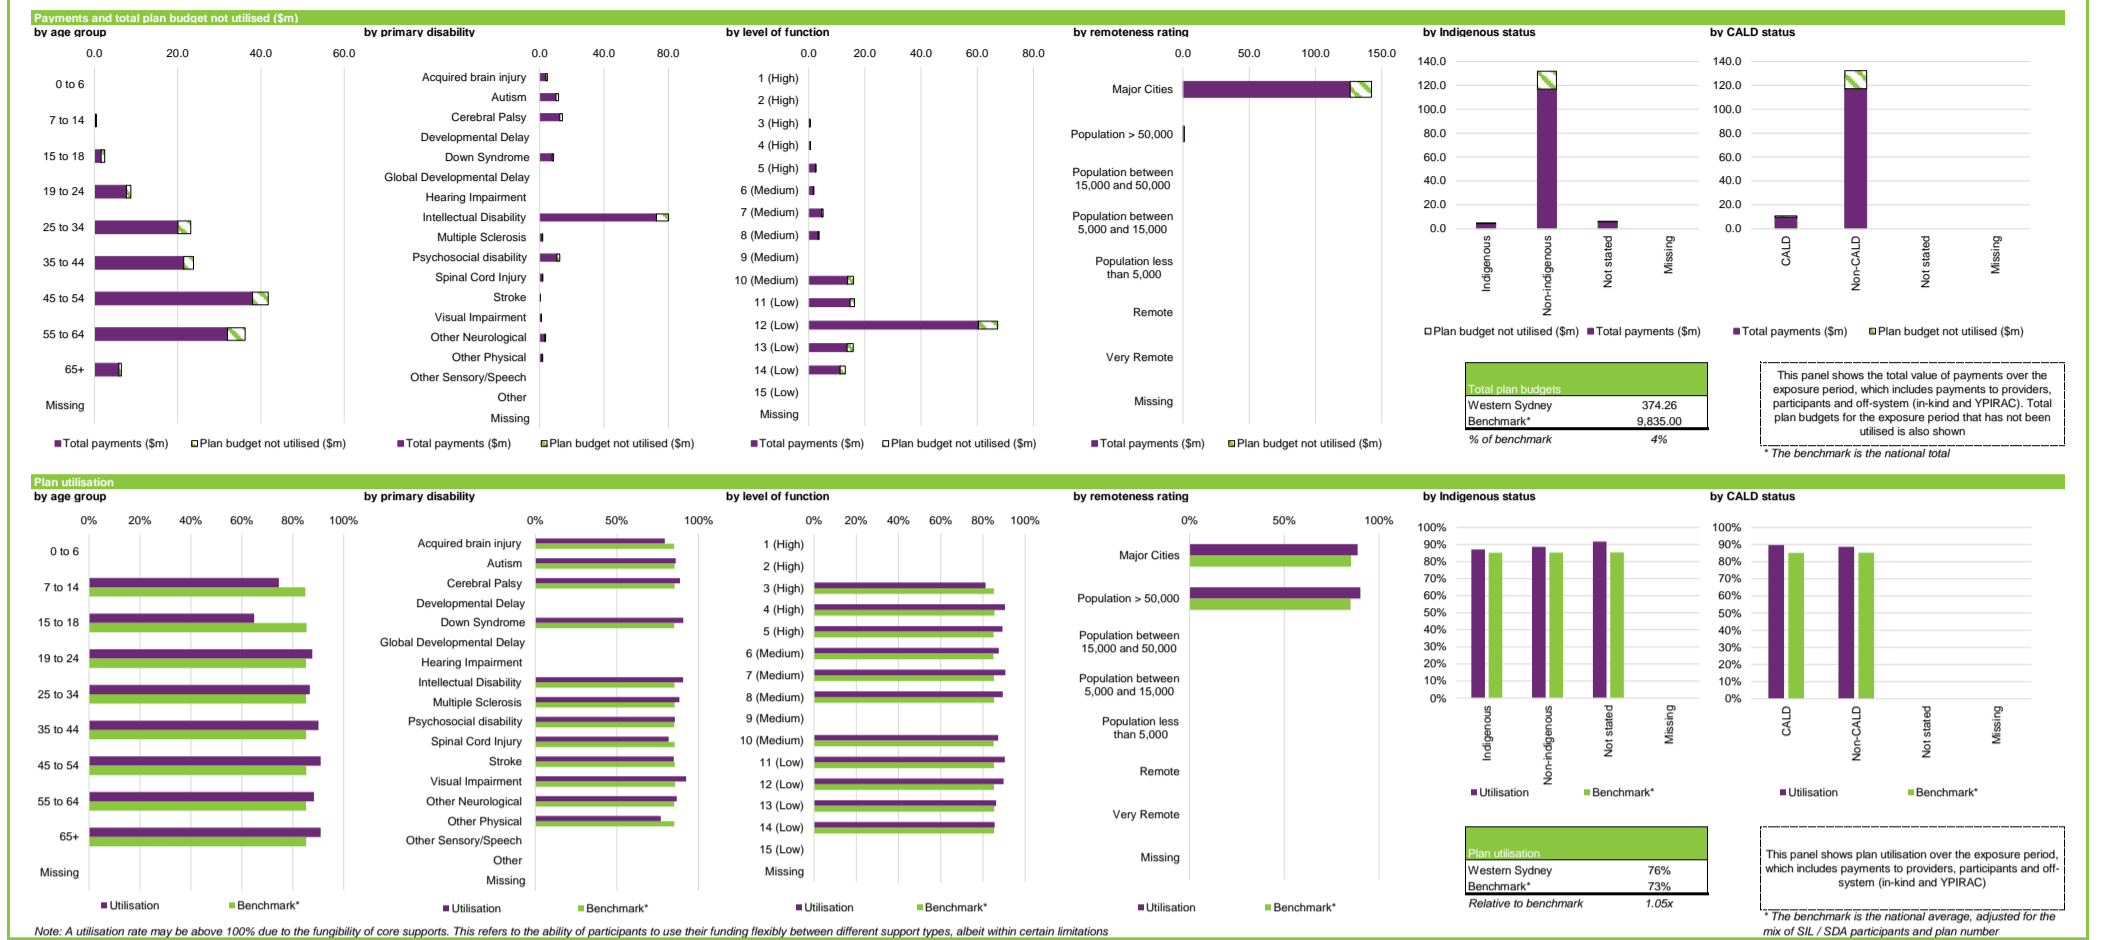 Payments and total plan budget not utilised ($m)
by age group
0.0 20.0 40.0 60.0
0 to 6
7 to 14
15 to 18
19 to 24
25 to 34
35 to 44
45 to 54
55 to 64
65+
Missing
Total payments ($m) Plan budget not utilised ($m)
by primary disability
0.0 40.0 80.0
Acquired brain injury
Autism
Cerebral Palsy
Developmental Delay
Down Syndrome
Global Developmental Delay
Hearing Impairment
Intellectual Disability
Multiple Sclerosis
Psychosocial disability
Spinal Cord Injury
Stroke
Visual Impairment
Other Neurological
Other Physical
Other Sensory/Speech
Other
Missing
Total payments ($m) Plan budget not utilised ($m)
by level of function
0.0 20.0 40.0 60.0 80.0
1 (High)
2 (High)
3 (High)
4 (High)
5 (High)
6 (Medium)
7 (Medium)
8 (Medium)
9 (Medium)
10 (Medium)
11 (Low)
12 (Low)
13 (Low)
14 (Low)
15 (Low)
Missing
Total payments ($m) Plan budget not utilised ($m)
by remoteness rating
0.0 50.0 100.0 150.0
Major Cities
Population > 50,000
Population between
15,000 and 50,000
Population between
5,000 and 15,000
Population less
than 5,000
Remote
Very Remote
Missing
Total payments ($m) Plan budget not utilised ($m)
by Indigenous status
140.0
120.0
100.0
80.0
60.0
40.0
20.0
0.0
Indigenous
Non-indigenous
Not stated
Missing
Plan budget not utilised ($m) Total payments ($m)
by CALD status
140.0
120.0
100.0
80.0
60.0
40.0
20.0
0.0
CALD
Non-CALD
Not stated
Missing
Total payments ($m) Plan budget not utilised ($m)
Total plan budgets
Western Sydney 374.26
Benchmark* 9,835.00
% of benchmark 4%
This panel shows the total value of payments over the
exposure period, which includes payments to providers,
participants and off-system (in-kind and YPIRAC). Total
plan budgets for the exposure period that has not been
utilised is also shown
* The benchmark is the national total
Plan utilisation
by age group
0% 20% 40% 60% 80% 100%
0 to 6
7 to 14
15 to 18
19 to 24
25 to 34
35 to 44
45 to 54
55 to 64
65+
Missing
Utilisation Benchmark*
by primary disability
0% 50% 100%
Acquired brain injury
Autism
Cerebral Palsy
Developmental Delay
Down Syndrome
Global Developmental Delay
Hearing Impairment
Intellectual Disability
Multiple Sclerosis
Psychosocial disability
Spinal Cord Injury
Stroke
Visual Impairment
Other Neurological
Other Physical
Other Sensory/Speech
Other
Missing
Utilisation Benchmark*
by level of function
0% 20% 40% 60% 80% 100%
1 (High)
2 (High)
3 (High)
4 (High)
5 (High)
6 (Medium)
7 (Medium)
8 (Medium)
9 (Medium)
10 (Medium)
11 (Low)
12 (Low)
13 (Low)
14 (Low)
15 (Low)
Missing
Utilisation Benchmark*
by remoteness rating
0% 50% 100%
Major Cities
Population > 50,000
Population between
15,000 and 50,000
Population between
5,000 and 15,000
Population less
than 5,000
Remote
Very Remote
Missing
Utilisation Benchmark*
by Indigenous status
100%
90%
80%
70%
60%
50%
40%
30%
20%
10%
0%
Indigenous
Non-indigenous
Not stated
Missing
Utilisation Benchmark*
by CALD status
100%
90%
80%
70%
60%
50%
40%
30%
20%
10%
0%
CALD
Non-CALD
Not stated
Missing
Utilisation Benchmark*
Plan utilisation
Western Sydney 76%
Benchmark* 73%
Relative to benchmark 1.05x
This panel shows plan utilisation over the exposure period,
which includes payments to providers, participants and off-
system (in-kind and YPIRAC)
* The benchmark is the national average, adjusted for the
mix of SIL / SDA participants and plan number
Note: A utilisation rate may be above 100% due to the fungibility of core supports. This refers to the ability of participants to use their funding flexibly between different support types, albeit within certain limitations